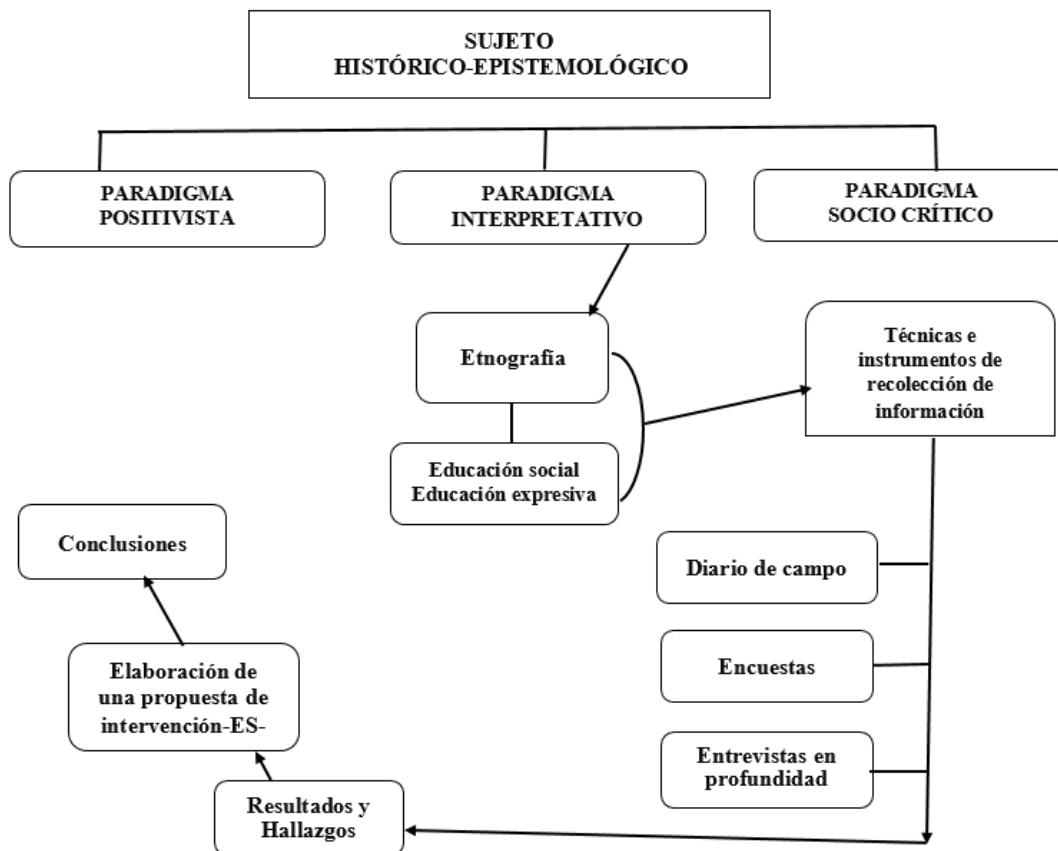 SUJETO
HISTÓRICO-EPISTEMOLÓGICO
PARADIGMA
POSITIVISTA
PARADIGMA
INTERPRETATIVO
PARADIGMA
SOCIO CRÍTICO
Etnografía
Técnicas e
instrumentos de
recolección de
información
Educación social
Educación expresiva
Conclusiones
Diario de campo
Elaboración de
una propuesta de
intervención-ES-
Encuestas
Entrevistas en
profundidad
Resultados y
Hallazgos